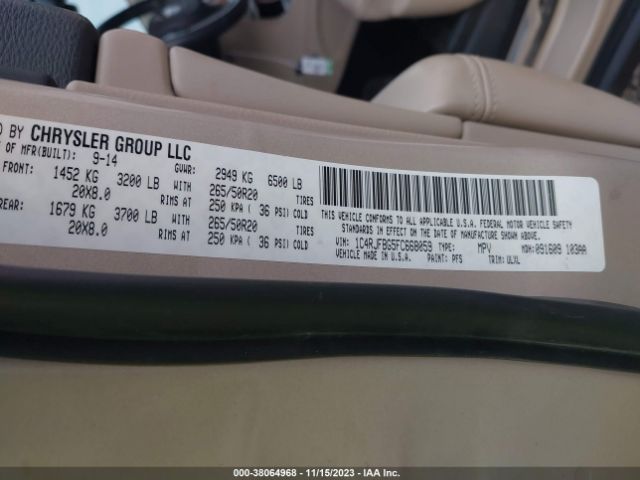 D BY CHRYSLER GROUP LLC
OF MFR(BUILT): 9-14 GVWR: 2949 KG 6500 LB
FRONT: 1452 KG 3200 LB WITH 265/50R20 TIRES
20X8.0 RIMS AT 250 KPA ( 36 PSI) COLD
REAR: 1679 KG 3700 LB WITH 265/50R20 TIRES
20X8.0 RIMS AT 250 KPA ( 36 PSI) COLD
THIS VEHICLE CONFORMS TO ALL APPLICABLE U.S.A. FEDERAL MOTOR VEHICLE SAFETY
STANDARDS IN EFFECT ON THE DATE OF MANUFACTURE SHOWN ABOVE.
VIN: 1C4RJFBG5FC668059 TYPE: MPV MDH: 091609 103AA
VEHICLE MADE IN U.S.A. PAINT: PFS TRIM: ULXL
000-38064968 - 11/15/2023 - IAA Inc.